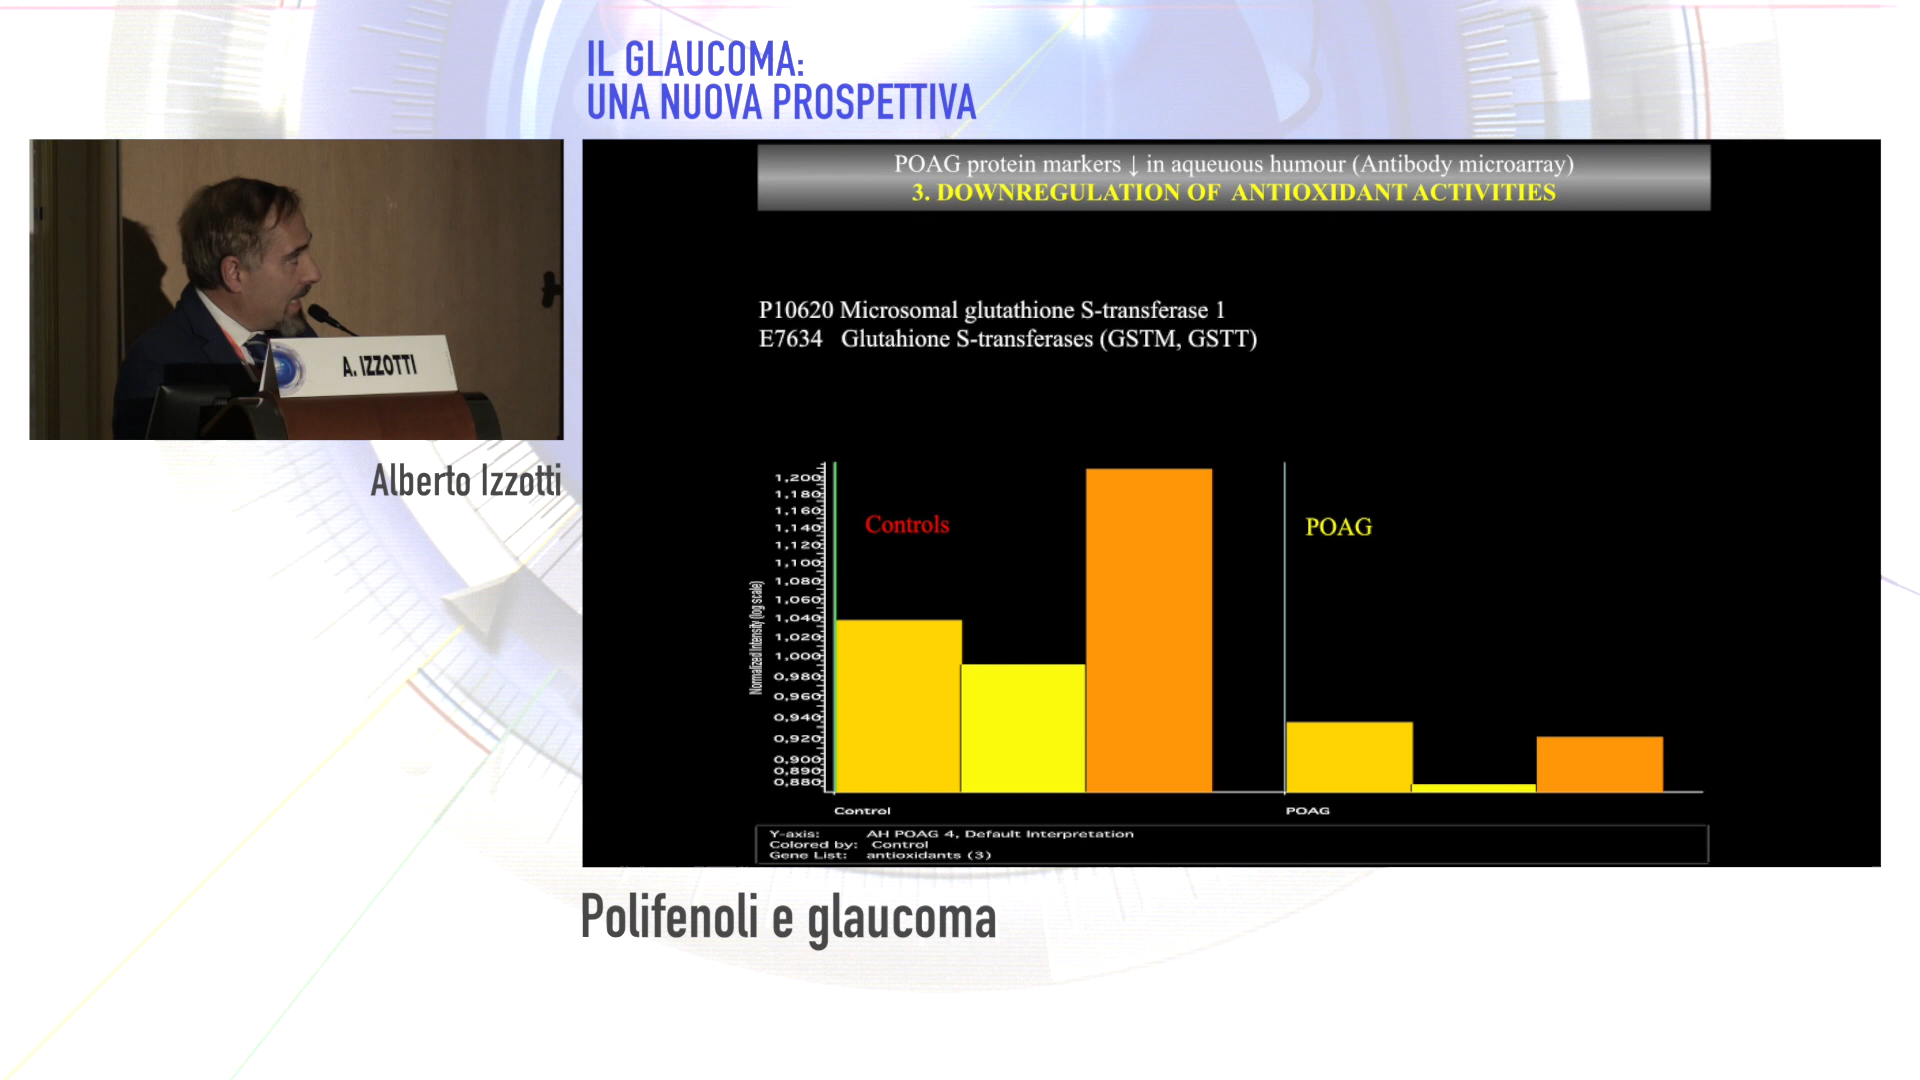 IL GLAUCOMA:
UNA NUOVA PROSPETTIVA
A. IZZOTTI
Alberto Izzotti
POAG protein markers ↓ in aqueuous humour (Antibody microarray)
3. DOWNREGULATION OF ANTIOXIDANT ACTIVITIES
P10620 Microsomal glutathione S-transferase 1
E7634 Glutahione S-transferases (GSTM, GSTT)
Normalized Intensity (log scale)
1,200
1,180
1,160
1,140
1,120
1,100
1,080
1,060
1,040
1,020
1,000
0,980
0,960
0,940
0,920
0,900
0,890
0,880
Controls
POAG
Control
POAG
Y-axis: AH POAG 4, Default Interpretation
Colored by: Control
Gene List: antioxidants (3)
Polifenoli e glaucoma